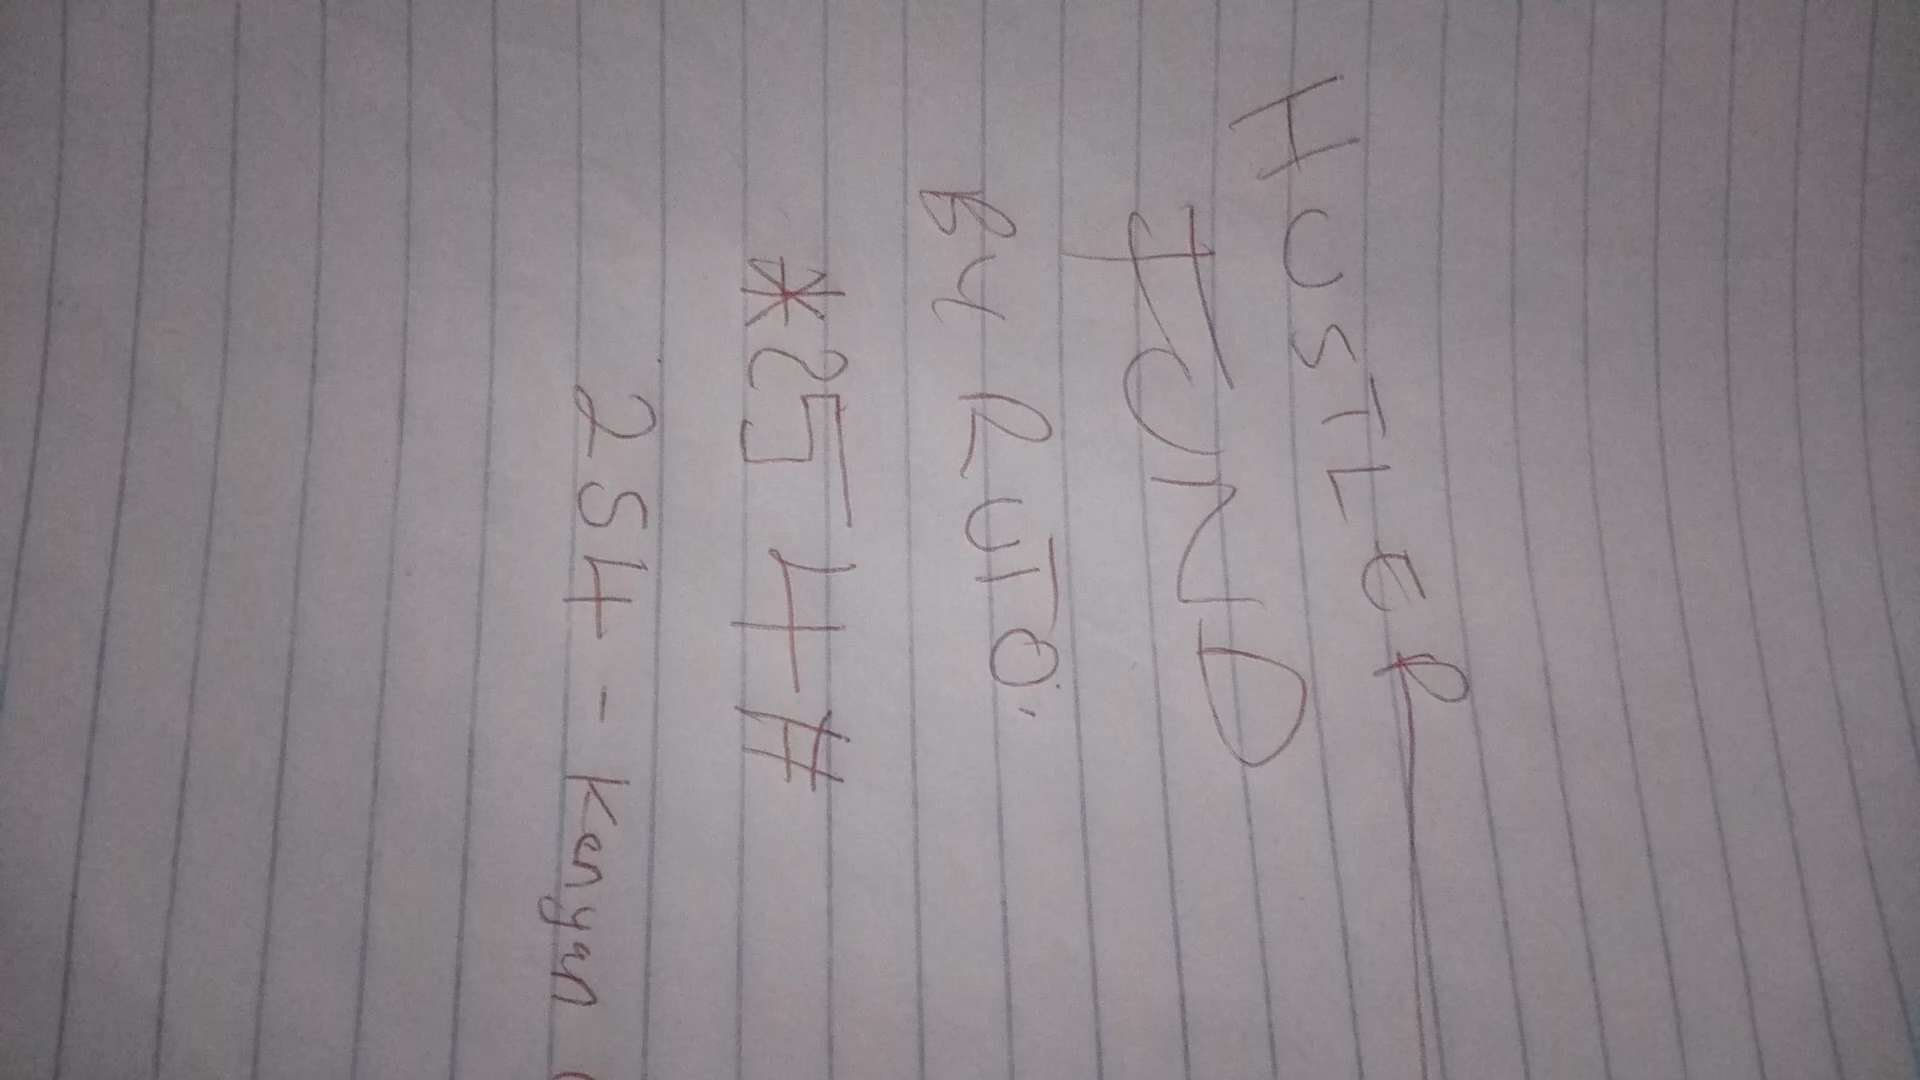 HUSTLER
FUND
By RUTO.
*254#
254 - Kenyan